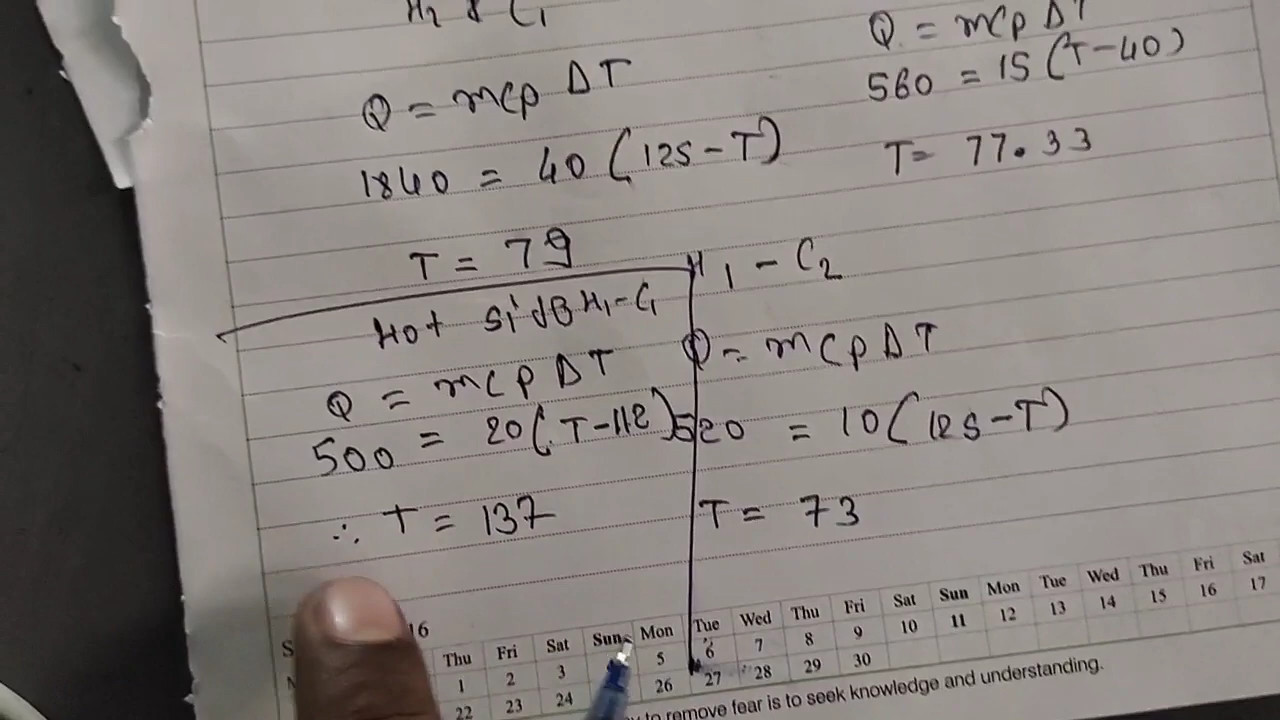 H2 & C1
Q = mCp ΔT
1840 = 40 (125 - T)
T = 79
Q = mCp ΔT
560 = 15 (T - 40)
T = 77.33
Hot Side H1-C1
Q = mCp ΔT
500 = 20 (T - 112)
∴ T = 137
H1 - C2
Q = mCp ΔT
520 = 10 (125 - T)
T = 73
16
Thu Fri Sat Sun Mon Tue Wed Thu Fri Sat Sun Mon Tue Wed Thu Fri Sat
1 2 3 5 6 7 8 9 10 11 12 13 14 15 16 17
22 23 24 26 27 28 29 30
to remove fear is to seek knowledge and understanding.